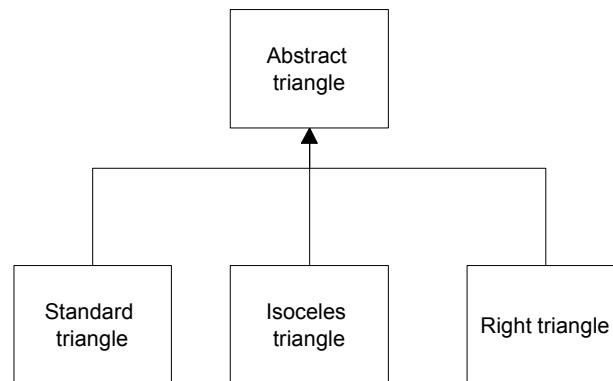 Abstract
triangle
Standard
triangle
Isoceles
triangle
Right triangle